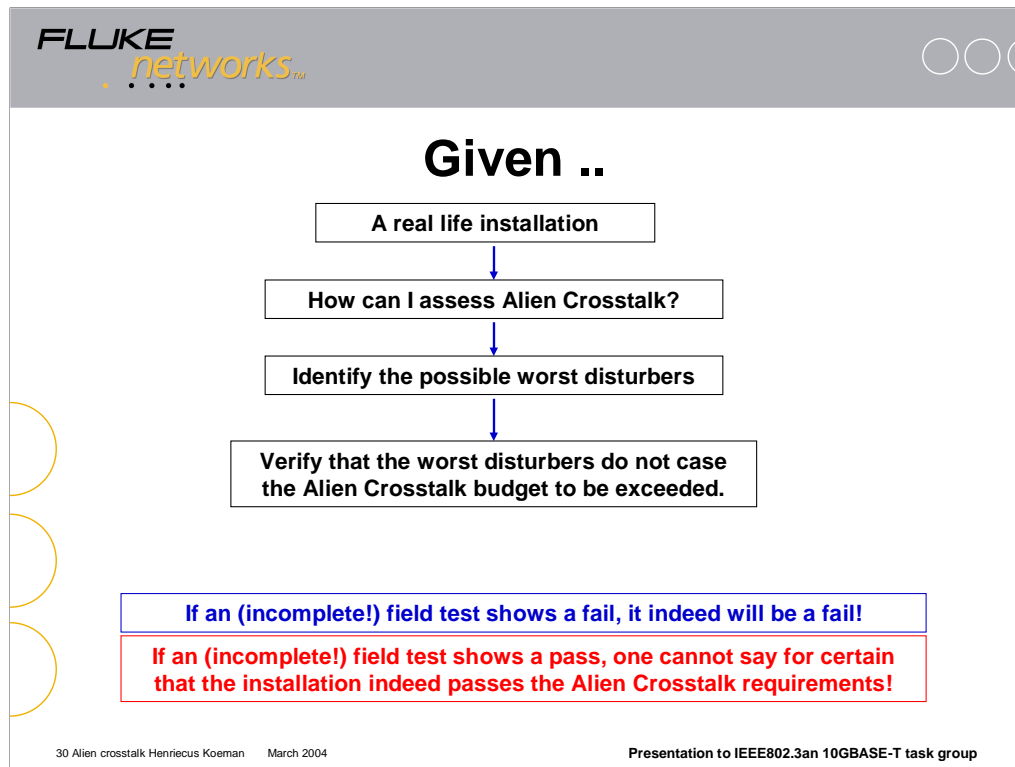 FLUKE
networks™
Given ..
A real life installation
How can I assess Alien Crosstalk?
Identify the possible worst disturbers
Verify that the worst disturbers do not case
the Alien Crosstalk budget to be exceeded.
If an (incomplete!) field test shows a fail, it indeed will be a fail!
If an (incomplete!) field test shows a pass, one cannot say for certain
that the installation indeed passes the Alien Crosstalk requirements!
30 Alien crosstalk Henriecus Koeman March 2004
Presentation to IEEE802.3an 10GBASE-T task group